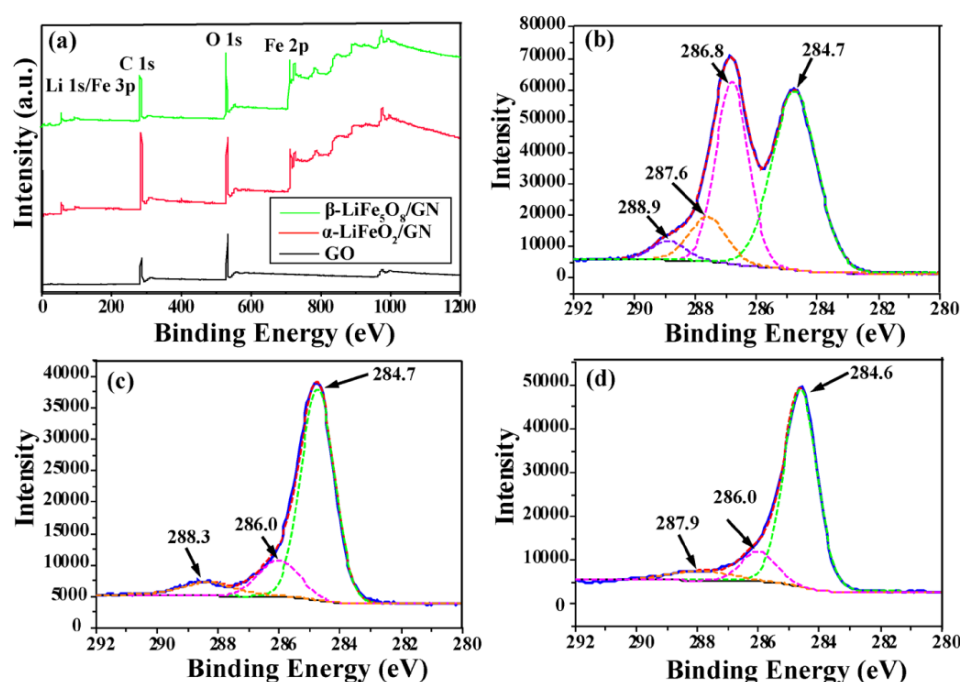 (a)
Li 1s/Fe 3p
C 1s
O 1s
Fe 2p
β-LiFe₅O₈/GN
α-LiFeO₂/GN
GO
Intensity (a.u.)
0 200 400 600 800 1000 1200
Binding Energy (eV)
(b)
80000
70000
60000
50000
40000
30000
20000
10000
0
286.8
284.7
287.6
288.9
Intensity
292 290 288 286 284 282 280
Binding Energy (eV)
(c)
40000
35000
30000
25000
20000
15000
10000
5000
0
284.7
286.0
288.3
Intensity
292 290 288 286 284 282 280
Binding Energy (eV)
(d)
50000
40000
30000
20000
10000
0
284.6
286.0
287.9
Intensity
292 290 288 286 284 282 280
Binding Energy (eV)